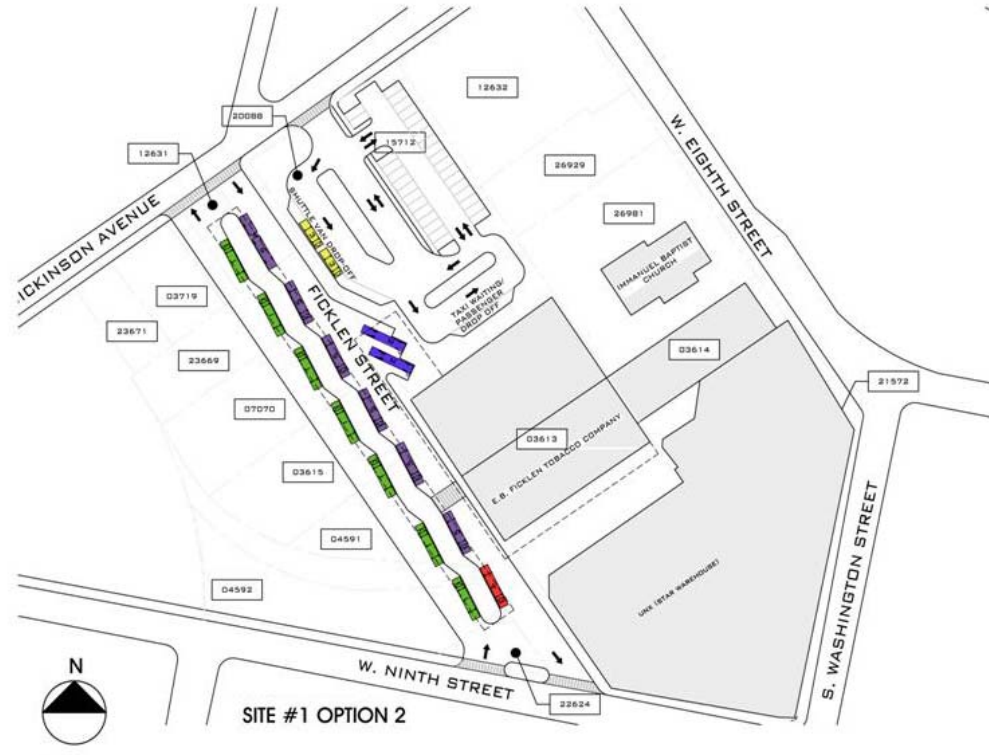 12632
20088
15712
12631
26929
W. EIGHTH STREET
DICKINSON AVENUE
SHUTTLE VAN DROP-OFF
26981
IMMANUEL BAPTIST
CHURCH
TAXI WAITING/
PASSENGER
DROP OFF
03719
FICKLEN STREET
23671
23669
03614
21572
07070
03613
E.B. FICKLEN TOBACCO COMPANY
03615
04591
S. WASHINGTON STREET
04592
UNX (STAR WAREHOUSE)
W. NINTH STREET
N
22624
SITE #1 OPTION 2